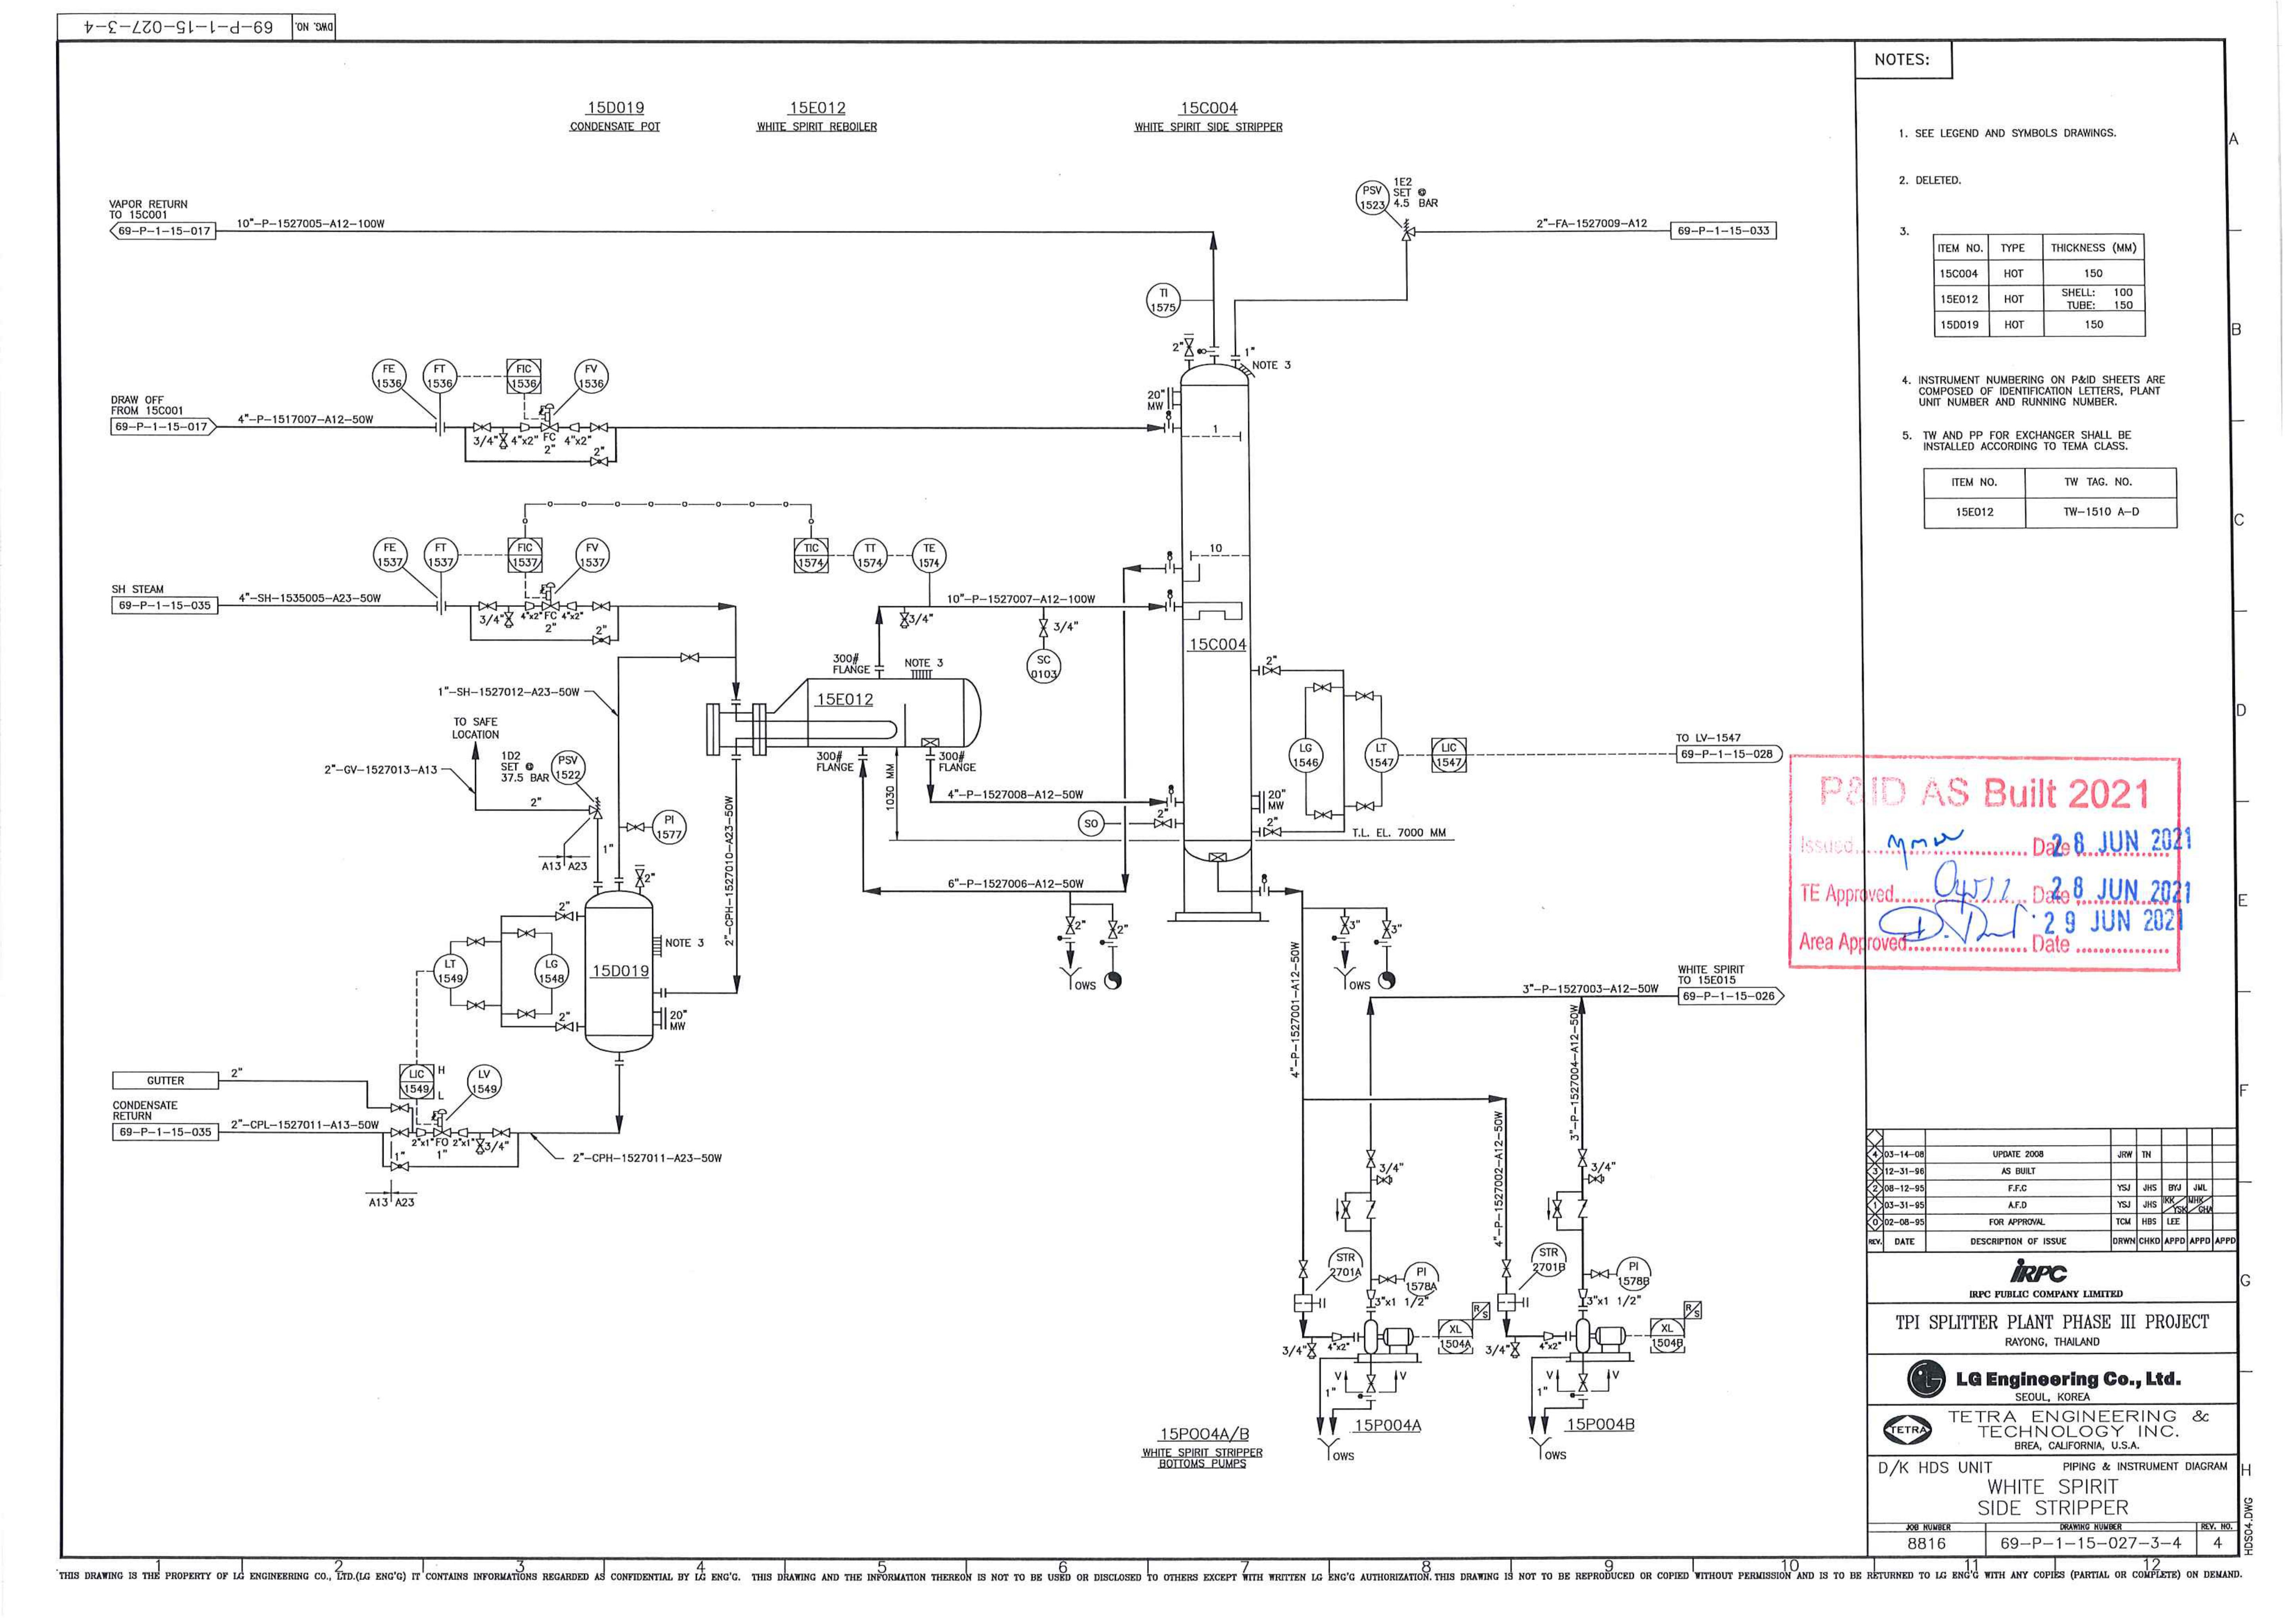 69-P-1-15-027-3-4
DWG. NO.
15D019
CONDENSATE POT
15E012
WHITE SPIRIT REBOILER
15C004
WHITE SPIRIT SIDE STRIPPER
VAPOR RETURN
TO 15C001
69-P-1-15-017
10"-P-1527005-A12-100W
PSV
1523
1E2
SET @
4.5 BAR
2"-FA-1527009-A12
69-P-1-15-033
TI
1575
2"
1"
NOTE 3
20"
MW
FE
1536
FT
1536
FIC
1536
FV
1536
DRAW OFF
FROM 15C001
69-P-1-15-017
4"-P-1517007-A12-50W
3/4"
4"x2"
FC
4"x2"
2"
2"
1
FE
1537
FT
1537
FIC
1537
FV
1537
TIC
1574
TT
1574
TE
1574
10
SH STEAM
69-P-1-15-035
4"-SH-1535005-A23-50W
3/4"
4"x2"
FC
4"x2"
2"
2"
10"-P-1527007-A12-100W
3/4"
3/4"
SC
0103
15C004
300#
FLANGE
NOTE 3
15E012
1"-SH-1527012-A23-50W
TO SAFE
LOCATION
1D2
SET @
37.5 BAR
PSV
1522
2"-GV-1527013-A13
2"
300#
FLANGE
300#
FLANGE
1030 MM
4"-P-1527008-A12-50W
2"
LG
1546
LT
1547
LIC
1547
TO LV-1547
69-P-1-15-028
20"
MW
SO
2"
2"
T.L. EL. 7000 MM
PI
1577
1"
A13
A23
2"
2"-CPH-1527010-A23-50W
6"-P-1527006-A12-50W
2"
2"
OWS
3"
3"
OWS
2"
LT
1549
LG
1548
15D019
NOTE 3
2"
20"
MW
4"-P-1527001-A12-50W
3"-P-1527003-A12-50W
WHITE SPIRIT
TO 15E015
69-P-1-15-026
3"-P-1527004-A12-50W
GUTTER
2"
LIC
1549
H
L
LV
1549
CONDENSATE
RETURN
69-P-1-15-035
2"-CPL-1527011-A13-50W
2"x1"
FO
2"x1"
3/4"
1"
1"
2"-CPH-1527011-A23-50W
A13
A23
4"-P-1527002-A12-50W
3/4"
3/4"
STR
2701A
PI
1578A
3"x1 1/2"
R/S
XL
1504A
3/4"
4"x2"
V
V
1"
15P004A
OWS
STR
2701B
PI
1578B
3"x1 1/2"
R/S
XL
1504B
3/4"
4"x2"
V
V
1"
15P004B
OWS
15P004A/B
WHITE SPIRIT STRIPPER
BOTTOMS PUMPS
NOTES:
1. SEE LEGEND AND SYMBOLS DRAWINGS.
2. DELETED.
3.
ITEM NO. TYPE THICKNESS (MM)
15C004 HOT 150
15E012 HOT SHELL: 100
TUBE: 150
15D019 HOT 150
4. INSTRUMENT NUMBERING ON P&ID SHEETS ARE
COMPOSED OF IDENTIFICATION LETTERS, PLANT
UNIT NUMBER AND RUNNING NUMBER.
5. TW AND PP FOR EXCHANGER SHALL BE
INSTALLED ACCORDING TO TEMA CLASS.
ITEM NO. TW TAG. NO.
15E012 TW-1510 A-D
P&ID AS Built 2021
Issued Date 28 JUN 2021
TE Approved Date 28 JUN 2021
Area Approved Date 29 JUN 2021
4 03-14-08 UPDATE 2008 JRW TN
3 12-31-96 AS BUILT
2 08-12-95 F.F.C YSJ JHS BYJ JWL
1 03-31-95 A.F.D YSJ JHS IKK/YSK MHK/GHA
0 02-08-95 FOR APPROVAL TCM HBS LEE
REV. DATE DESCRIPTION OF ISSUE DRWN CHKD APPD APPD APPD
iRPC
IRPC PUBLIC COMPANY LIMITED
TPI SPLITTER PLANT PHASE III PROJECT
RAYONG, THAILAND
LG Engineering Co., Ltd.
SEOUL, KOREA
TETRA
TETRA ENGINEERING &
TECHNOLOGY INC.
BREA, CALIFORNIA, U.S.A.
D/K HDS UNIT PIPING & INSTRUMENT DIAGRAM
WHITE SPIRIT
SIDE STRIPPER
JOB NUMBER DRAWING NUMBER REV. NO.
8816 69-P-1-15-027-3-4 4
HDS04.DWG
A
B
C
D
E
F
G
H
1 2 3 4 5 6 7 8 9 10 11 12
THIS DRAWING IS THE PROPERTY OF LG ENGINEERING CO., LTD.(LG ENG'G) IT CONTAINS INFORMATIONS REGARDED AS CONFIDENTIAL BY LG ENG'G. THIS DRAWING AND THE INFORMATION THEREON IS NOT TO BE USED OR DISCLOSED TO OTHERS EXCEPT WITH WRITTEN LG ENG'G AUTHORIZATION. THIS DRAWING IS NOT TO BE REPRODUCED OR COPIED WITHOUT PERMISSION AND IS TO BE RETURNED TO LG ENG'G WITH ANY COPIES (PARTIAL OR COMPLETE) ON DEMAND.